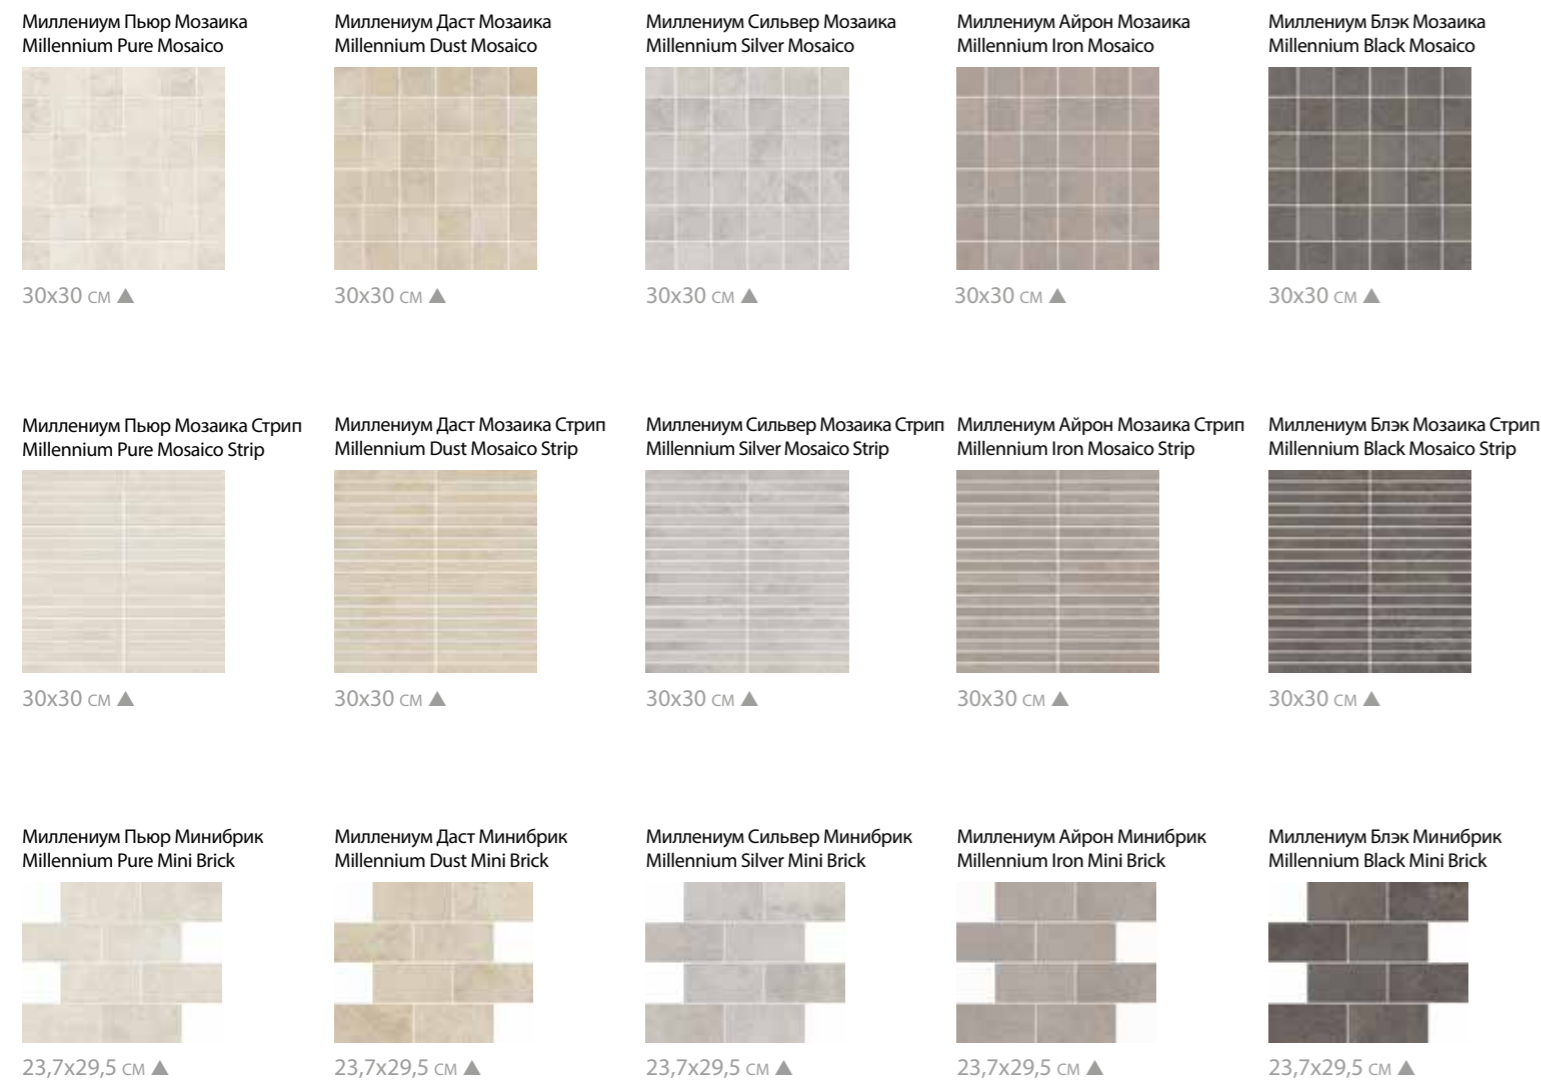 Миллениум Пьюр Мозаика
Millennium Pure Mosaico
30x30 см ▲
Миллениум Даст Мозаика
Millennium Dust Mosaico
30x30 см ▲
Миллениум Сильвер Мозаика
Millennium Silver Mosaico
30x30 см ▲
Миллениум Айрон Мозаика
Millennium Iron Mosaico
30x30 см ▲
Миллениум Блэк Мозаика
Millennium Black Mosaico
30x30 см ▲
Миллениум Пьюр Мозаика Стрип
Millennium Pure Mosaico Strip
30x30 см ▲
Миллениум Даст Мозаика Стрип
Millennium Dust Mosaico Strip
30x30 см ▲
Миллениум Сильвер Мозаика Стрип
Millennium Silver Mosaico Strip
30x30 см ▲
Миллениум Айрон Мозаика Стрип
Millennium Iron Mosaico Strip
30x30 см ▲
Миллениум Блэк Мозаика Стрип
Millennium Black Mosaico Strip
30x30 см ▲
Миллениум Пьюр Минибрик
Millennium Pure Mini Brick
23,7x29,5 см ▲
Миллениум Даст Минибрик
Millennium Dust Mini Brick
23,7x29,5 см ▲
Миллениум Сильвер Минибрик
Millennium Silver Mini Brick
23,7x29,5 см ▲
Миллениум Айрон Минибрик
Millennium Iron Mini Brick
23,7x29,5 см ▲
Миллениум Блэк Минибрик
Millennium Black Mini Brick
23,7x29,5 см ▲